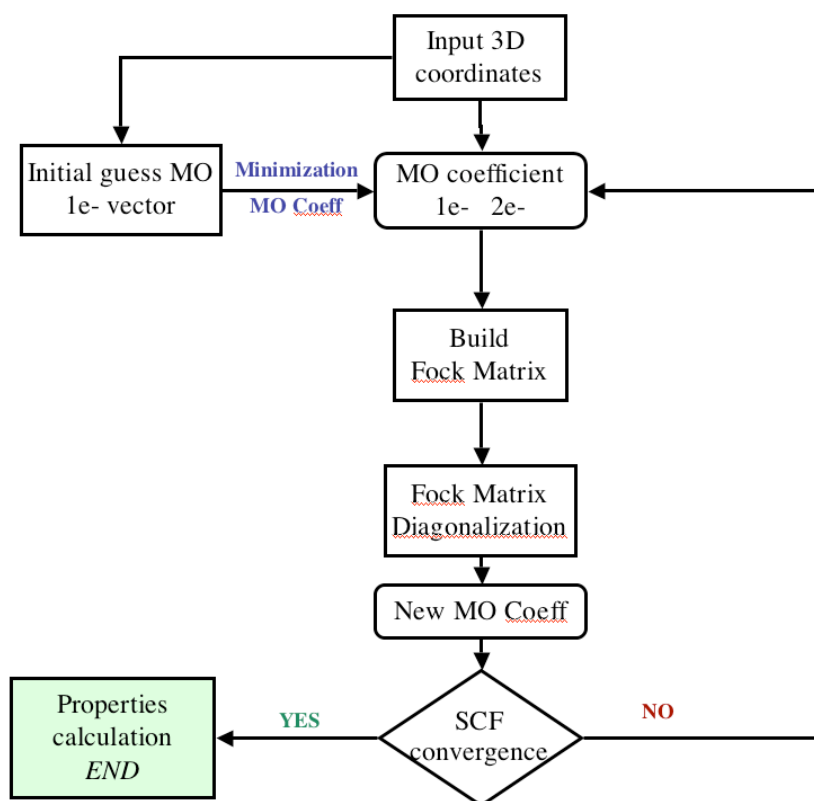 Input 3D
coordinates
Initial guess MO
1e- vector
Minimization
MO Coeff
MO coefficient
1e- 2e-
Build
Fock Matrix
Fock Matrix
Diagonalization
New MO Coeff
SCF
convergence
YES
NO
Properties
calculation
END